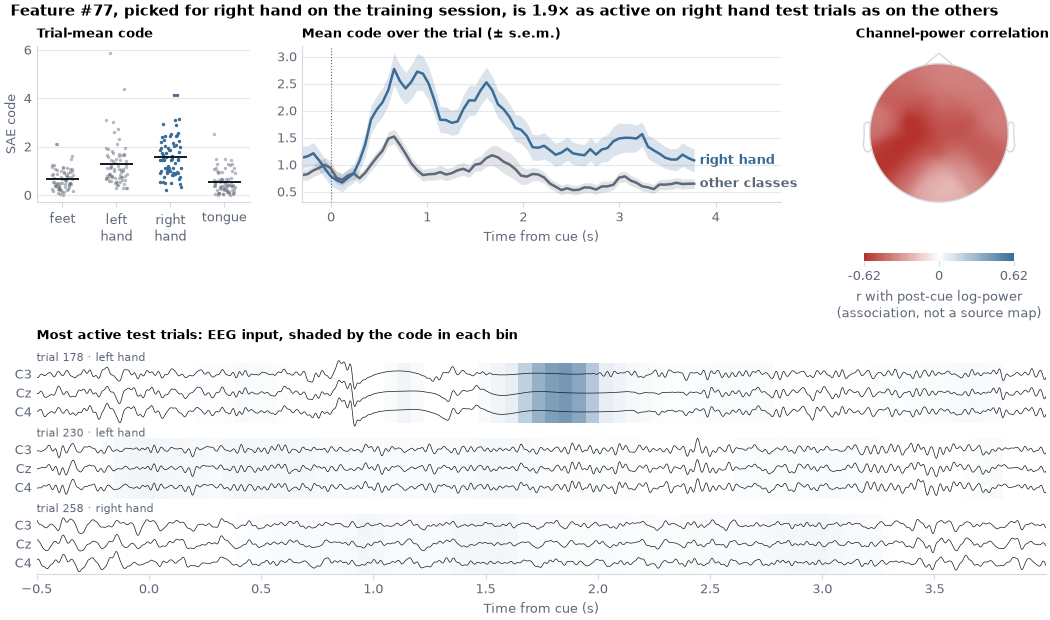 Feature #77, picked for right hand on the training session, is 1.9× as active on right hand test trials as on the others
Trial-mean code
Mean code over the trial (± s.e.m.)
Channel-power correlation
SAE code
6
4
2
0
feet
left hand
right hand
tongue
3.0
2.5
2.0
1.5
1.0
0.5
right hand
other classes
0
1
2
3
4
Time from cue (s)
-0.62
0
0.62
r with post-cue log-power
(association, not a source map)
Most active test trials: EEG input, shaded by the code in each bin
trial 178 · left hand
C3
Cz
C4
trial 230 · left hand
C3
Cz
C4
trial 258 · right hand
C3
Cz
C4
−0.5
0.0
0.5
1.0
1.5
2.0
2.5
3.0
3.5
Time from cue (s)